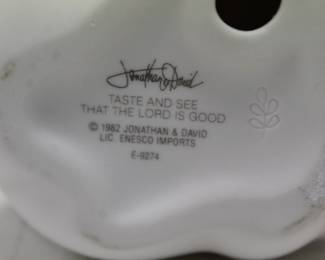 Jonathan & David
TASTE AND SEE
THAT THE LORD IS GOOD
© 1982 JONATHAN & DAVID
LIC. ENESCO IMPORTS
E-9274